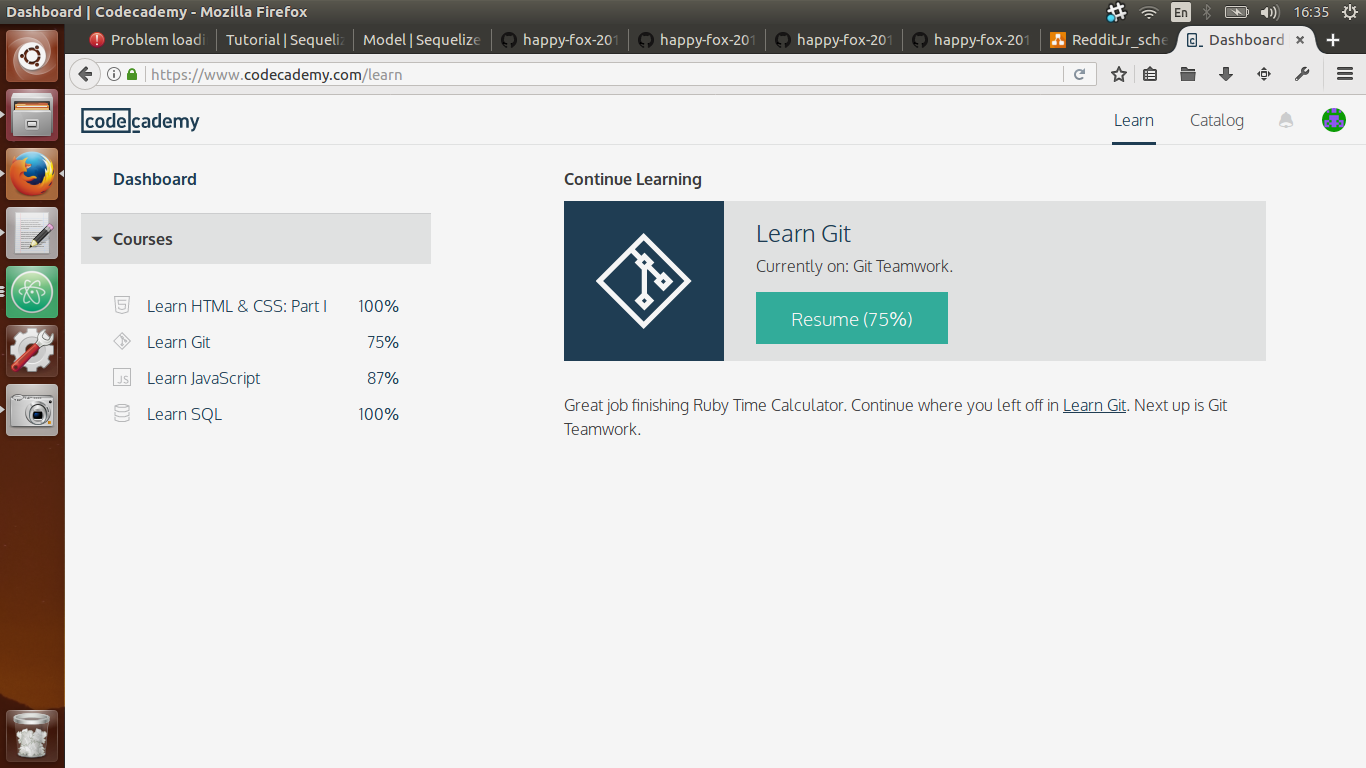 Dashboard | Codecademy - Mozilla Firefox
En
16:35
Problem loadi
Tutorial | Sequeliz
Model | Sequelize
happy-fox-201
happy-fox-201
happy-fox-201
happy-fox-201
RedditJr_sche
Dashboard
https://www.codecademy.com/learn
codecademy
Learn
Catalog
Dashboard
Courses
Learn HTML & CSS: Part I 100%
Learn Git 75%
Learn JavaScript 87%
Learn SQL 100%
Continue Learning
Learn Git
Currently on: Git Teamwork.
Resume (75%)
Great job finishing Ruby Time Calculator. Continue where you left off in Learn Git. Next up is Git
Teamwork.